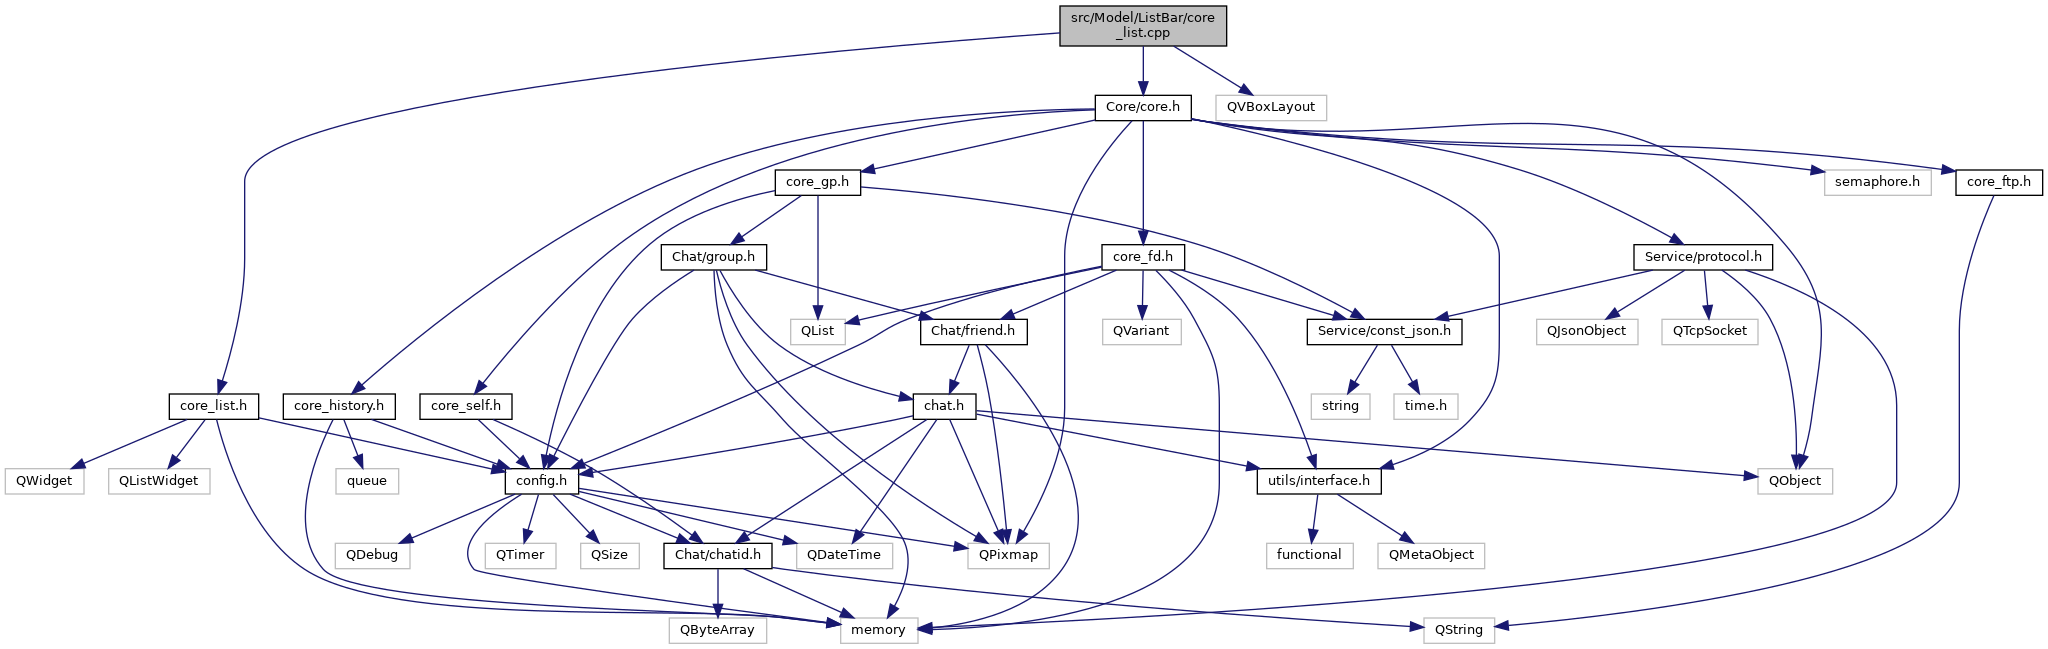 src/Model/ListBar/core
_list.cpp
Core/core.h
QVBoxLayout
core_gp.h
semaphore.h
core_ftp.h
Chat/group.h
core_fd.h
Service/protocol.h
QList
Chat/friend.h
QVariant
Service/const_json.h
QJsonObject
QTcpSocket
core_list.h
core_history.h
core_self.h
chat.h
string
time.h
QWidget
QListWidget
queue
config.h
utils/interface.h
QObject
QDebug
QTimer
QSize
Chat/chatid.h
QDateTime
QPixmap
functional
QMetaObject
QByteArray
memory
QString